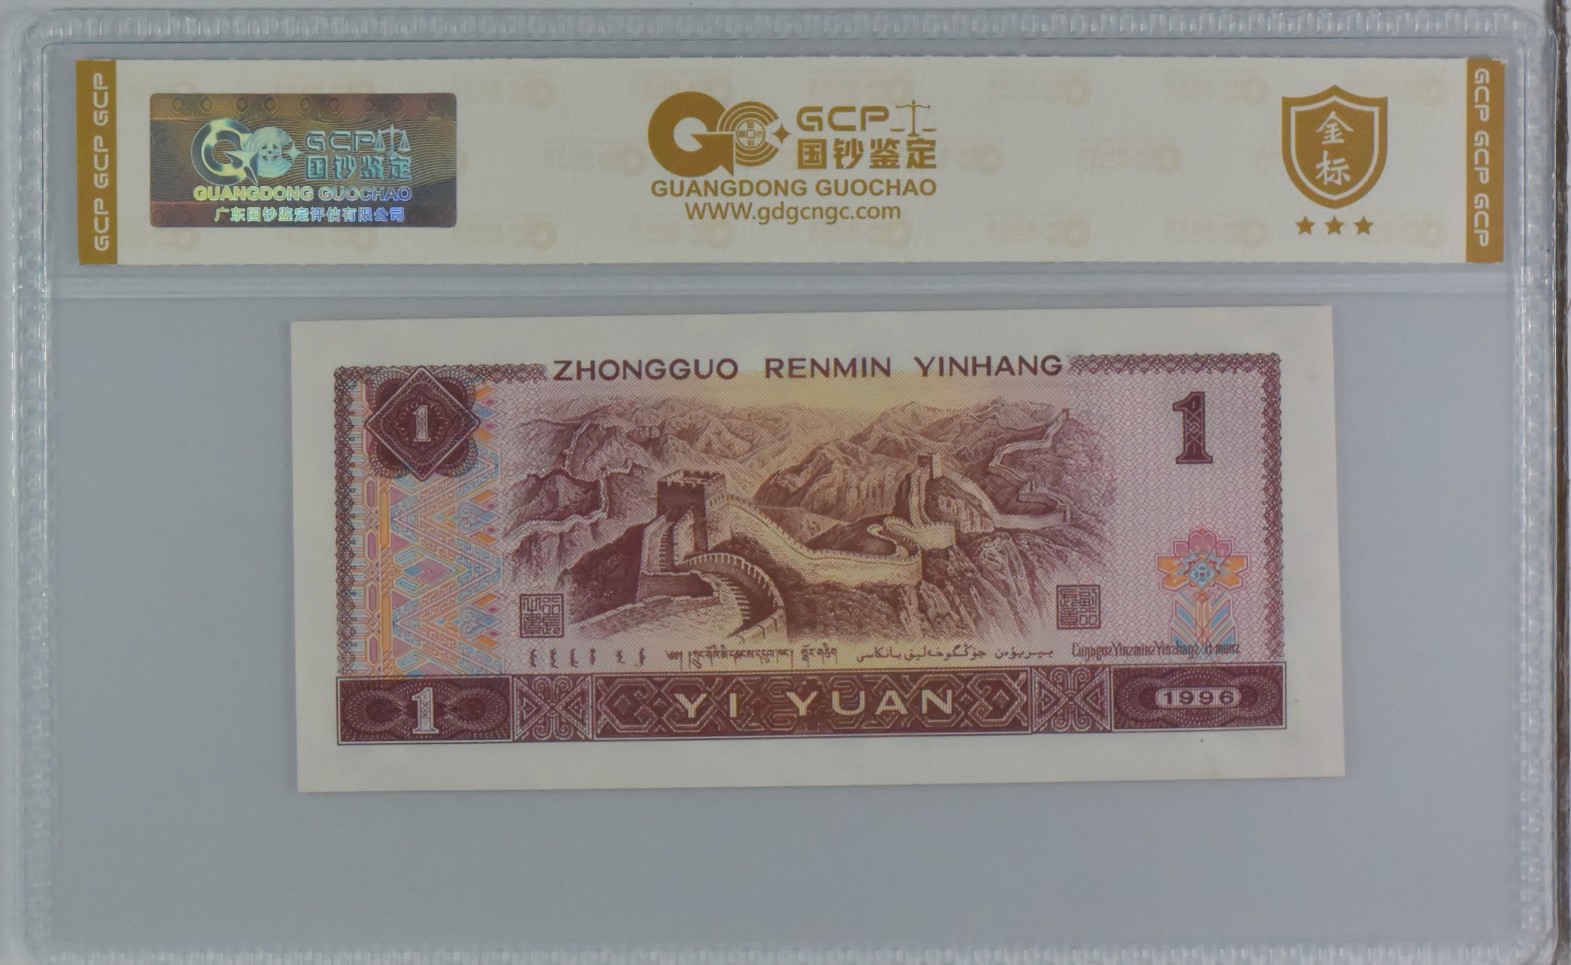 GCP GCP GCP
GCP
国钞鉴定
GUANGDONG GUOCHAO
广东国钞鉴定评估有限公司
GCP
国钞鉴定
GUANGDONG GUOCHAO
WWW.gdgcngc.com
金标
GCP GCP GCP
ZHONGGUO RENMIN YINHANG
1
1
1
YI YUAN
1996